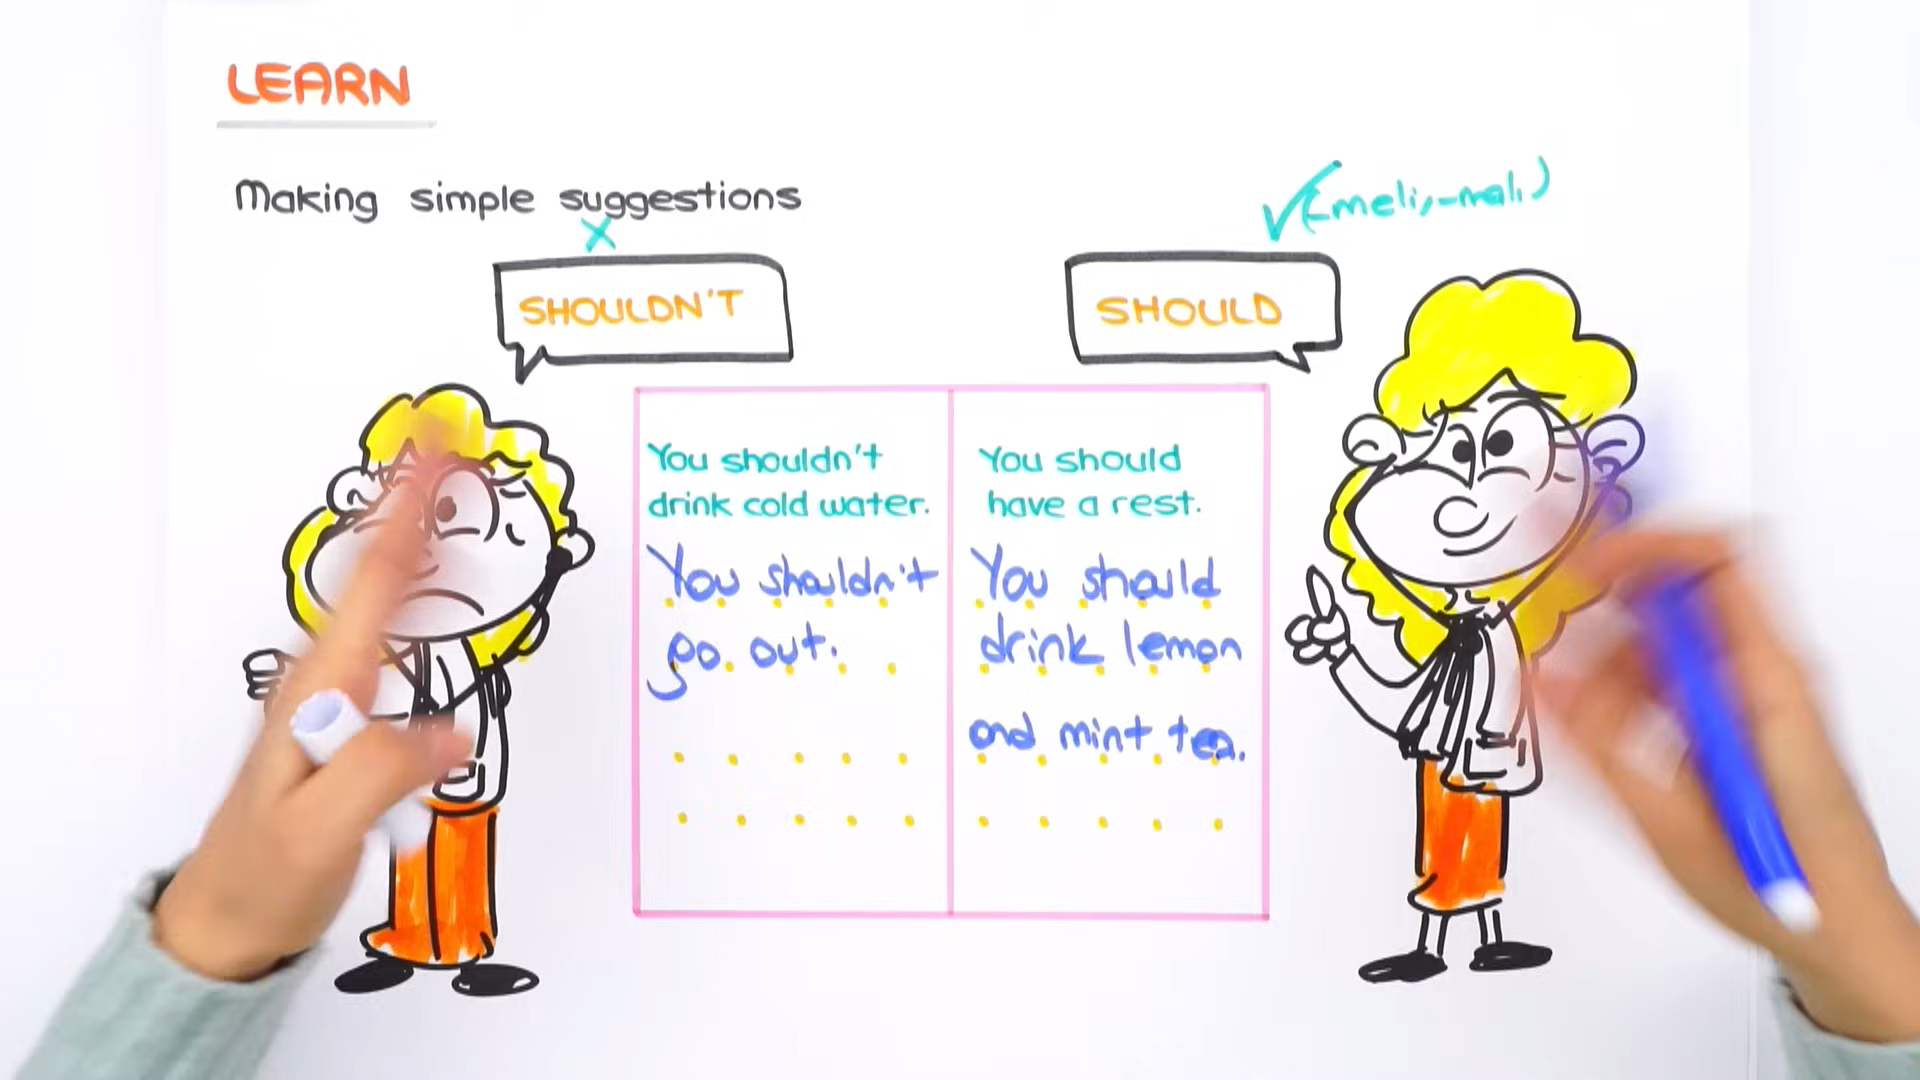 LEARN
Making simple suggestions
X
✓(-meli,-malı)
SHOULDN'T
SHOULD
You shouldn't
drink cold water.
You shouldn't
go out.
You should
have a rest.
You should
drink lemon
and mint tea.